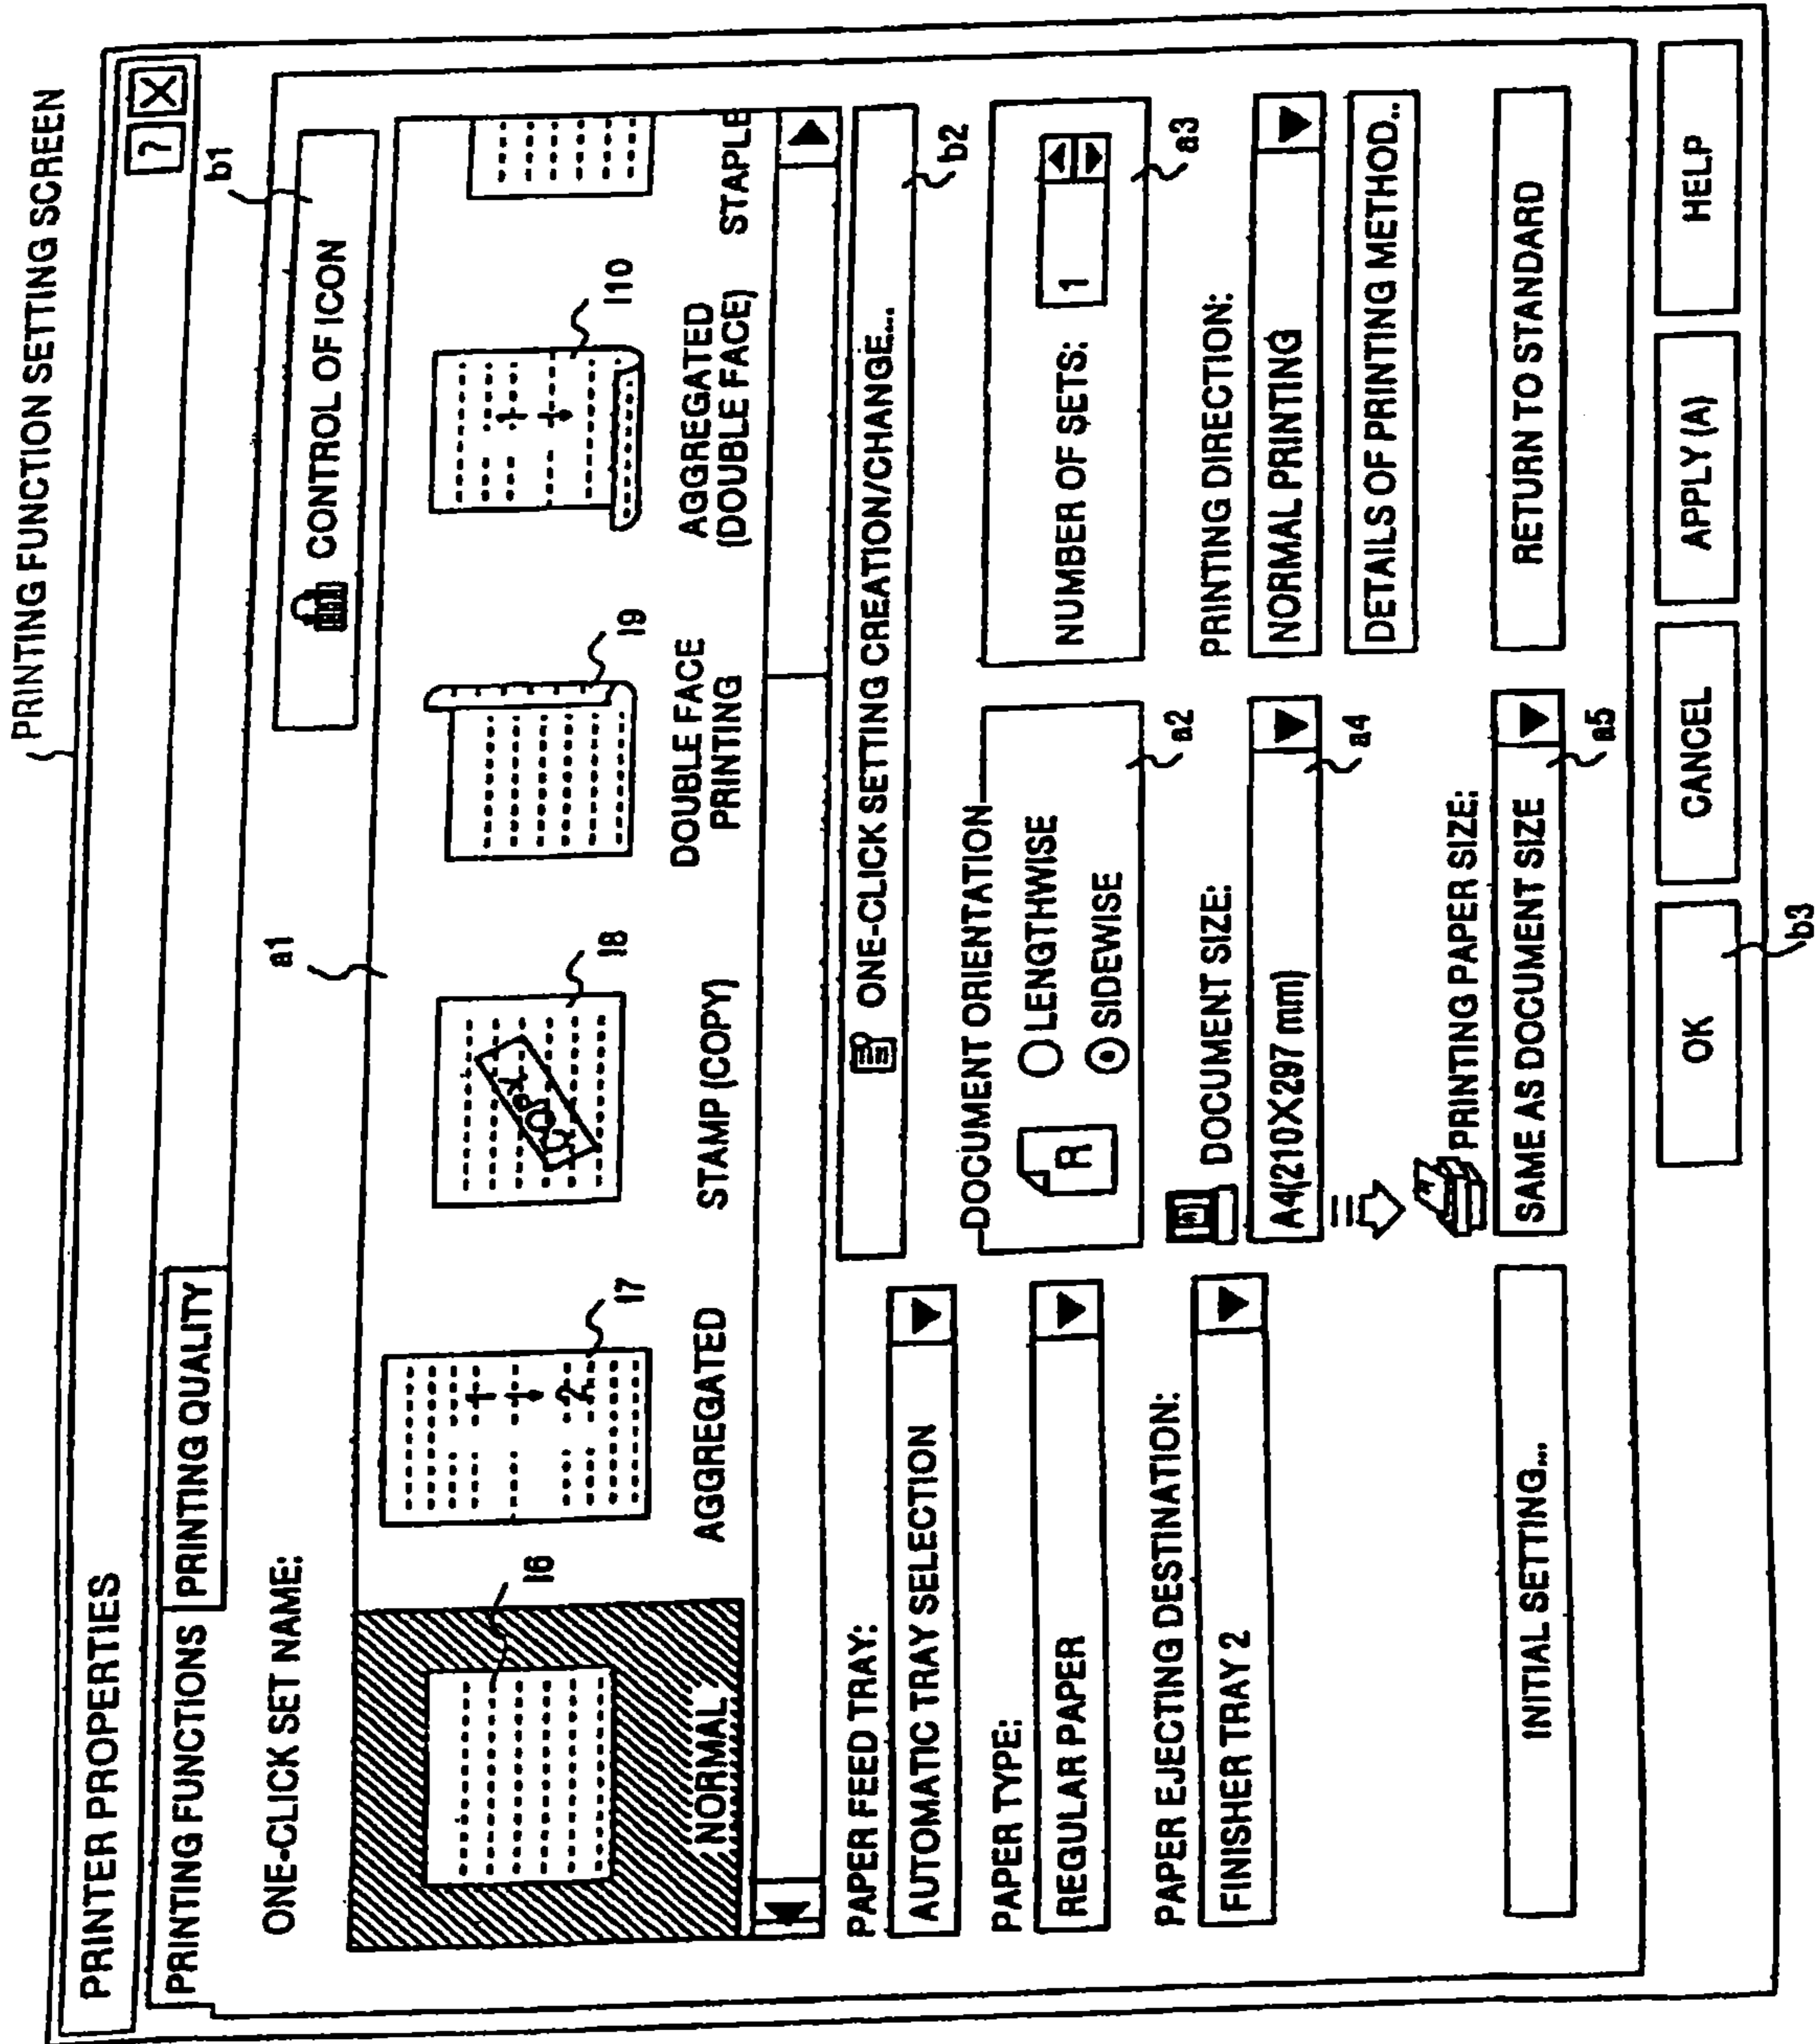 PRINTING FUNCTION SETTING SCREEN
PRINTER PROPERTIES
? X
PRINTING FUNCTIONS PRINTING QUALITY
b1
ONE-CLICK SET NAME:
CONTROL OF ICON
a1
I6
I7
1
2
I8
COPY
I9
I10
1
NORMAL
AGGREGATED
STAMP (COPY)
DOUBLE FACE
PRINTING
AGGREGATED
(DOUBLE FACE)
STAPLE
PAPER FEED TRAY:
AUTOMATIC TRAY SELECTION
ONE-CLICK SETTING CREATION/CHANGE...
b2
PAPER TYPE:
REGULAR PAPER
DOCUMENT ORIENTATION
R
LENGTHWISE
SIDEWISE
a2
NUMBER OF SETS:
1
a3
PAPER EJECTING DESTINATION:
FINISHER TRAY 2
DOCUMENT SIZE:
A4(210X297 mm)
a4
PRINTING DIRECTION:
NORMAL PRINTING
DETAILS OF PRINTING METHOD..
PRINTING PAPER SIZE:
SAME AS DOCUMENT SIZE
a5
INITIAL SETTING...
RETURN TO STANDARD
OK
CANCEL
APPLY (A)
HELP
b3